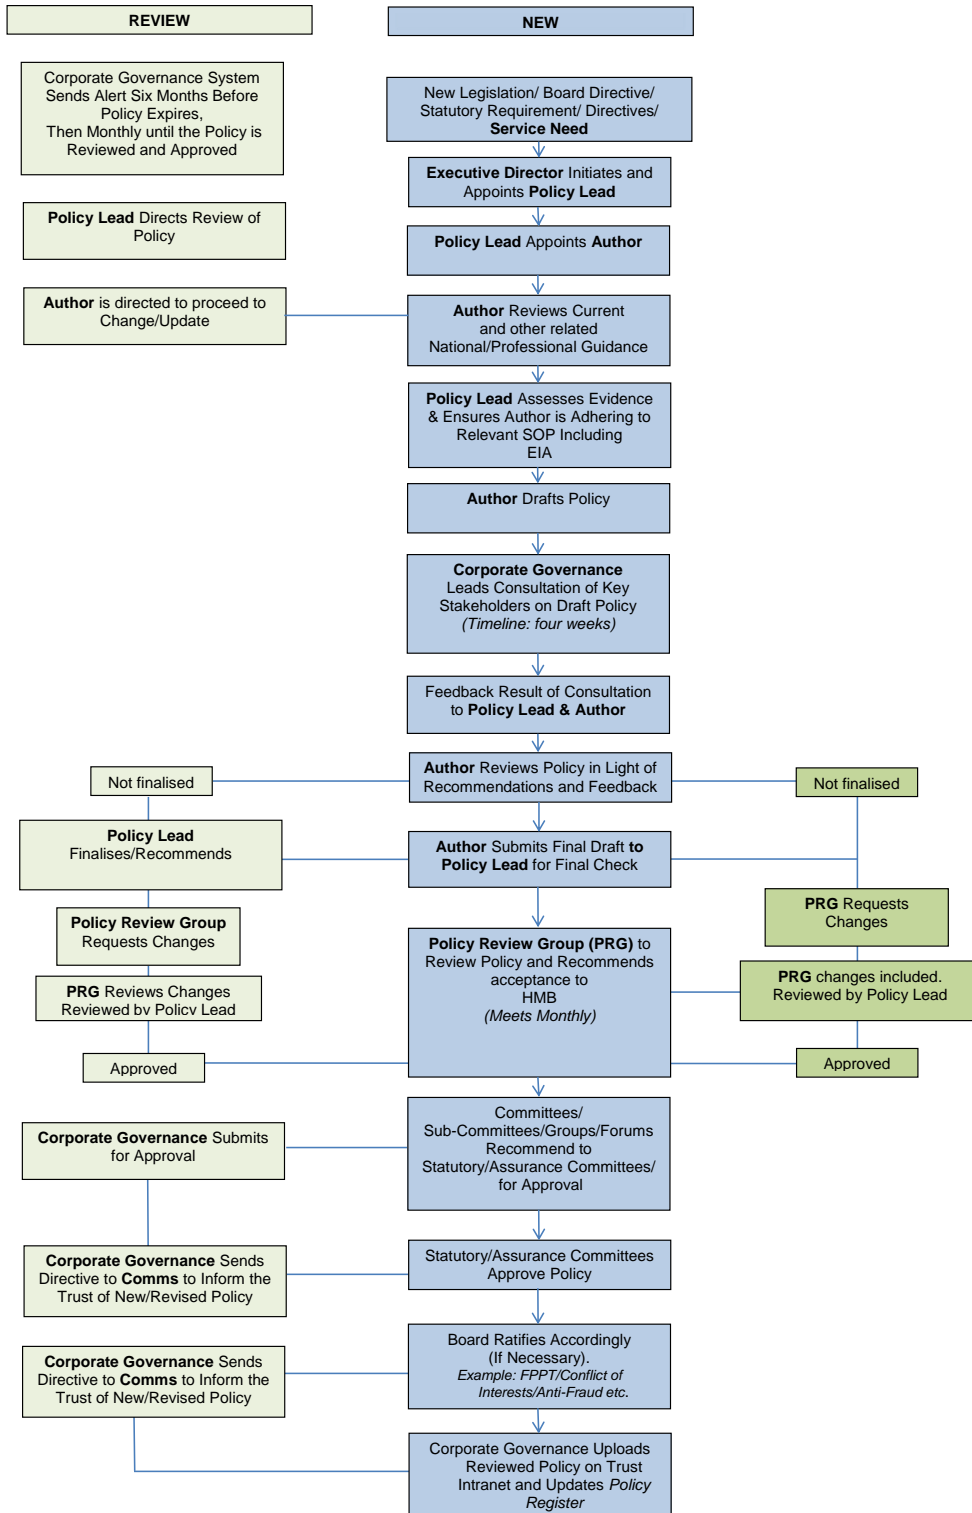 REVIEW
NEW
Corporate Governance System
Sends Alert Six Months Before
Policy Expires,
Then Monthly until the Policy is
Reviewed and Approved
New Legislation/ Board Directive/
Statutory Requirement/ Directives/
Service Need
Executive Director Initiates and
Appoints Policy Lead
Policy Lead Directs Review of
Policy
Policy Lead Appoints Author
Author is directed to proceed to
Change/Update
Author Reviews Current
and other related
National/Professional Guidance
Policy Lead Assesses Evidence
& Ensures Author is Adhering to
Relevant SOP Including
EIA
Author Drafts Policy
Corporate Governance
Leads Consultation of Key
Stakeholders on Draft Policy
(Timeline: four weeks)
Feedback Result of Consultation
to Policy Lead & Author
Not finalised
Author Reviews Policy in Light of
Recommendations and Feedback
Not finalised
Policy Lead
Finalises/Recommends
Author Submits Final Draft to
Policy Lead for Final Check
PRG Requests
Changes
Policy Review Group
Requests Changes
Policy Review Group (PRG) to
Review Policy and Recommends
acceptance to
HMB
(Meets Monthly)
PRG changes included.
Reviewed by Policy Lead
PRG Reviews Changes
Reviewed by Policy Lead
Approved
Approved
Committees/
Sub-Committees/Groups/Forums
Recommend to
Statutory/Assurance Committees/
for Approval
Corporate Governance Submits
for Approval
Corporate Governance Sends
Directive to Comms to Inform the
Trust of New/Revised Policy
Statutory/Assurance Committees
Approve Policy
Board Ratifies Accordingly
(If Necessary).
Example: FPPT/Conflict of
Interests/Anti-Fraud etc.
Corporate Governance Sends
Directive to Comms to Inform the
Trust of New/Revised Policy
Corporate Governance Uploads
Reviewed Policy on Trust
Intranet and Updates Policy
Register